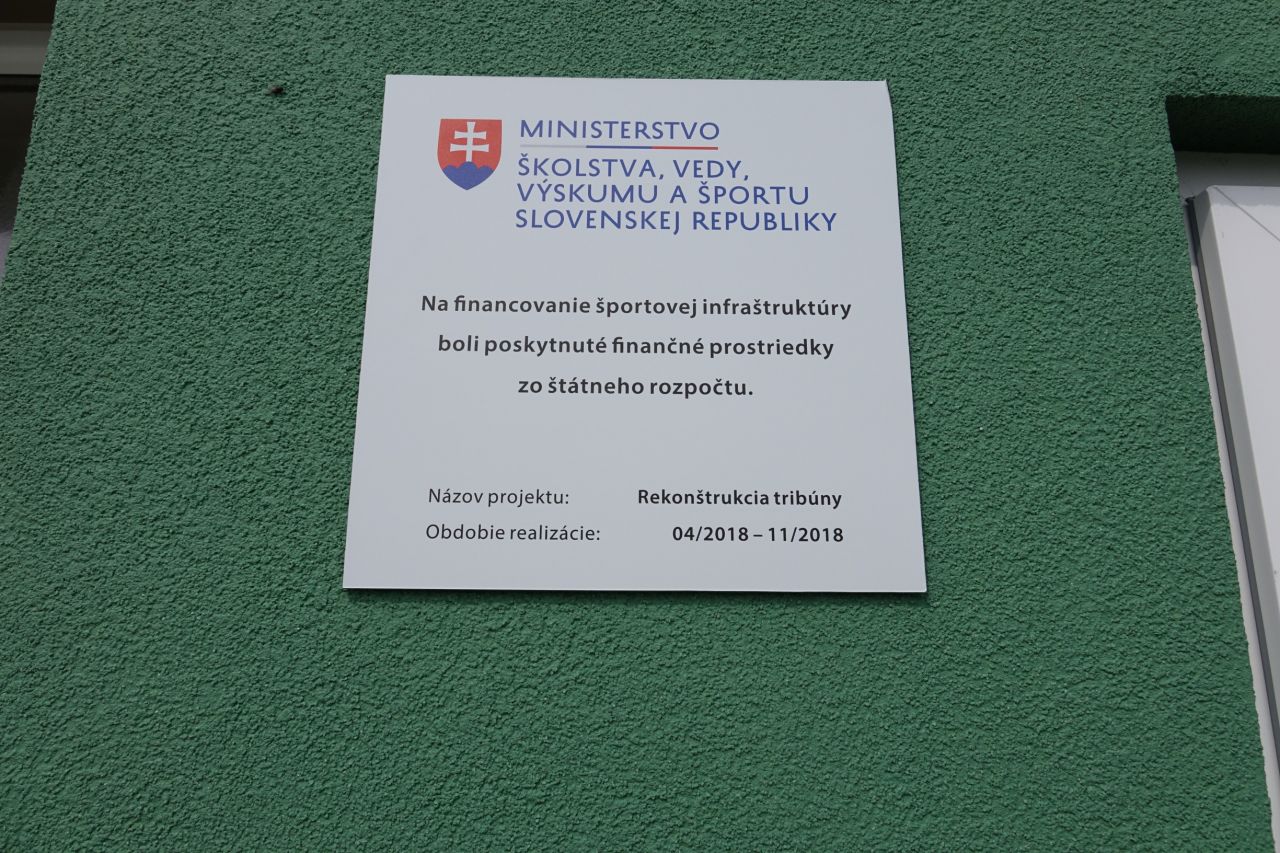 MINISTERSTVO
ŠKOLSTVA, VEDY,
VÝSKUMU A ŠPORTU
SLOVENSKEJ REPUBLIKY
Na financovanie športovej infraštruktúry
boli poskytnuté finančné prostriedky
zo štátneho rozpočtu.
Názov projektu: Rekonštrukcia tribúny
Obdobie realizácie: 04/2018 – 11/2018